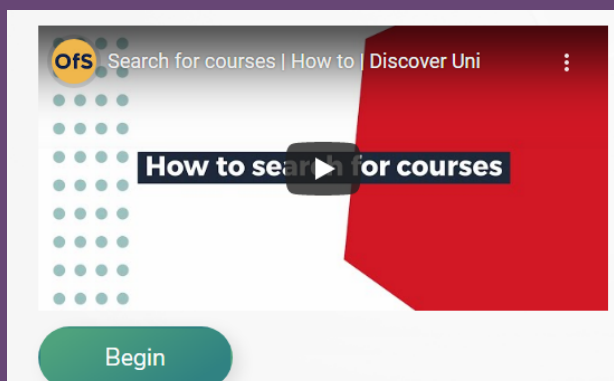 OfS Search for courses | How to | Discover Uni
How to search for courses
Begin